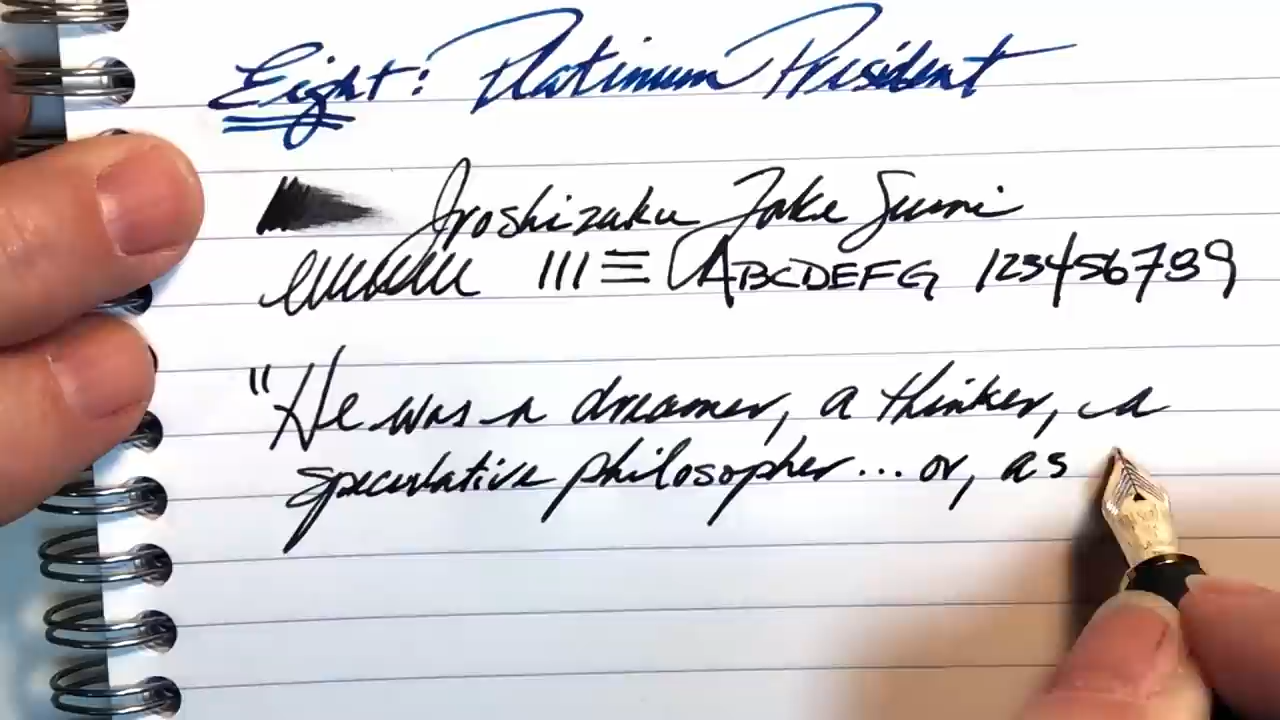 Eight: Platinum President
Iroshizuku Take Sumi
ABCDEFG 123456789
"He was a dreamer, a thinker, a
speculative philosopher... or, as